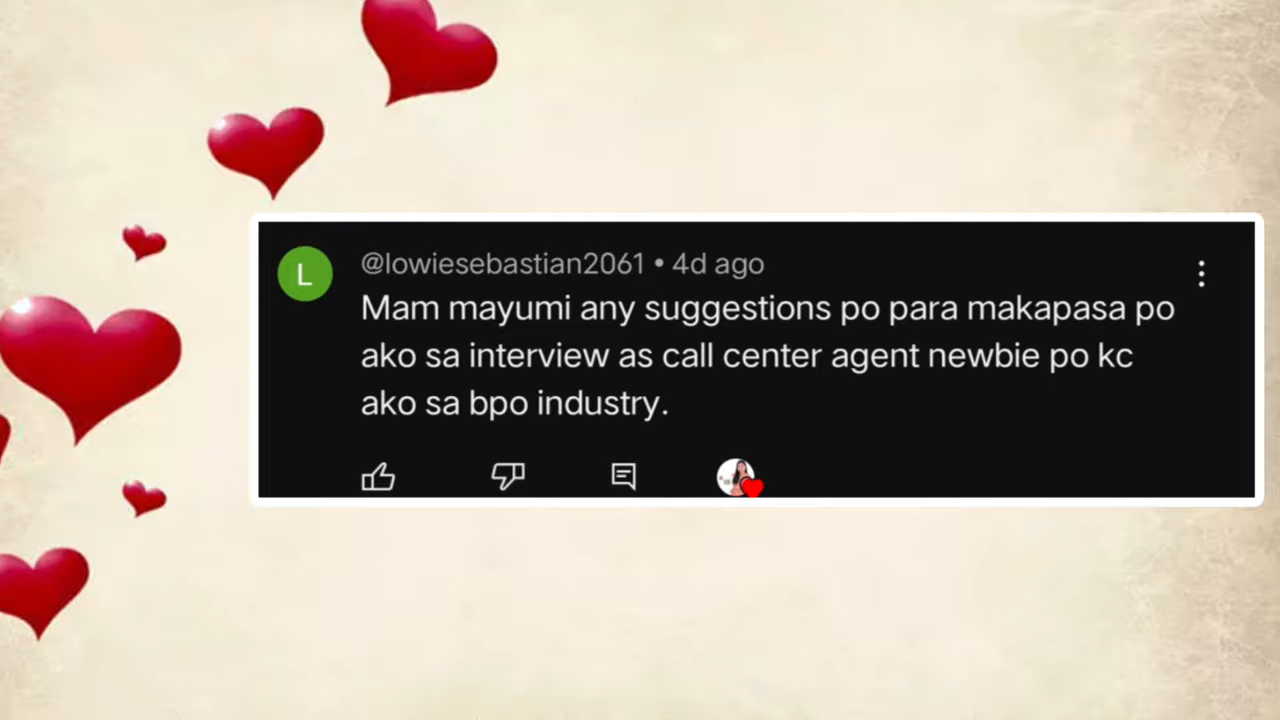 L
@lowiesebastian2061 • 4d ago
Mam mayumi any suggestions po para makapasa po
ako sa interview as call center agent newbie po kc
ako sa bpo industry.